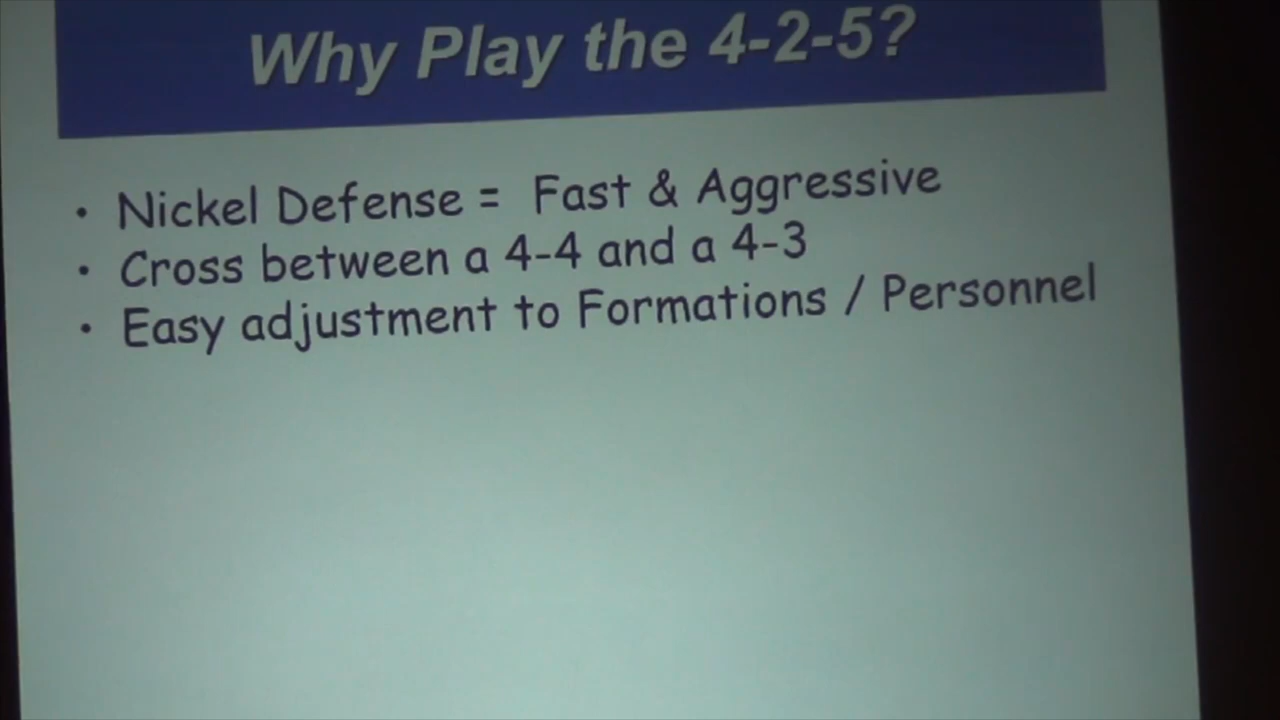 Why Play the 4-2-5?
• Nickel Defense = Fast & Aggressive
• Cross between a 4-4 and a 4-3
• Easy adjustment to Formations / Personnel